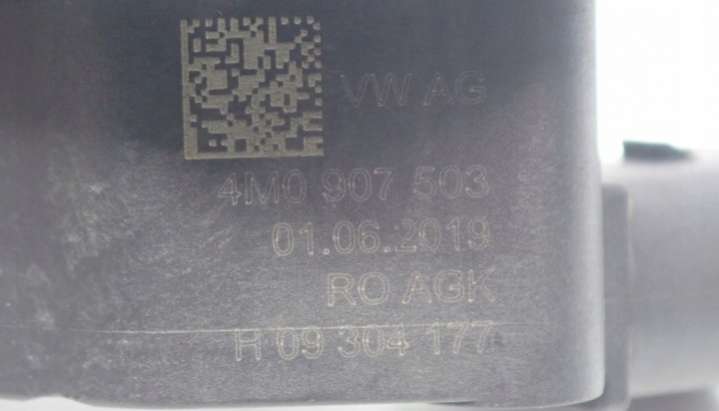 VW AG
4M0 907 503
01.06.2019
RO AGK
H 09 304 177